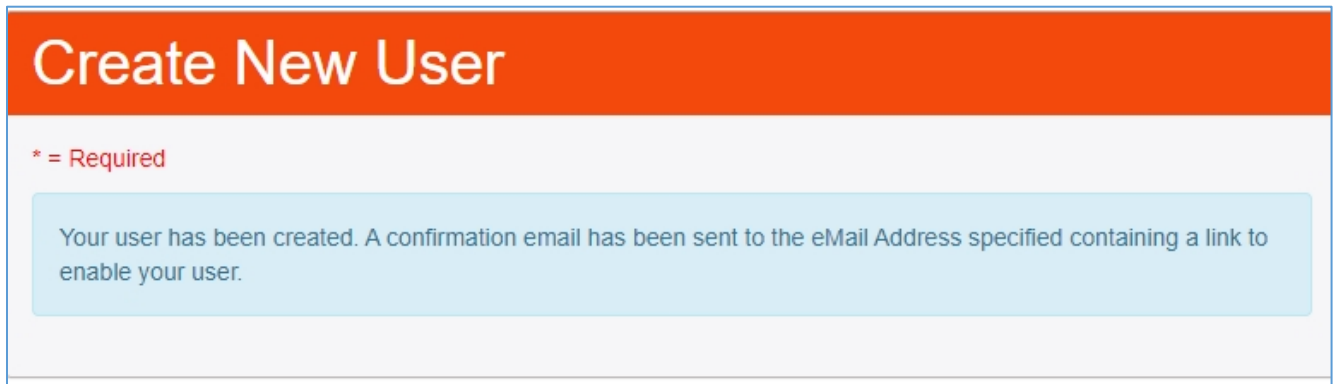 Create New User
* = Required
Your user has been created. A confirmation email has been sent to the eMail Address specified containing a link to
enable your user.